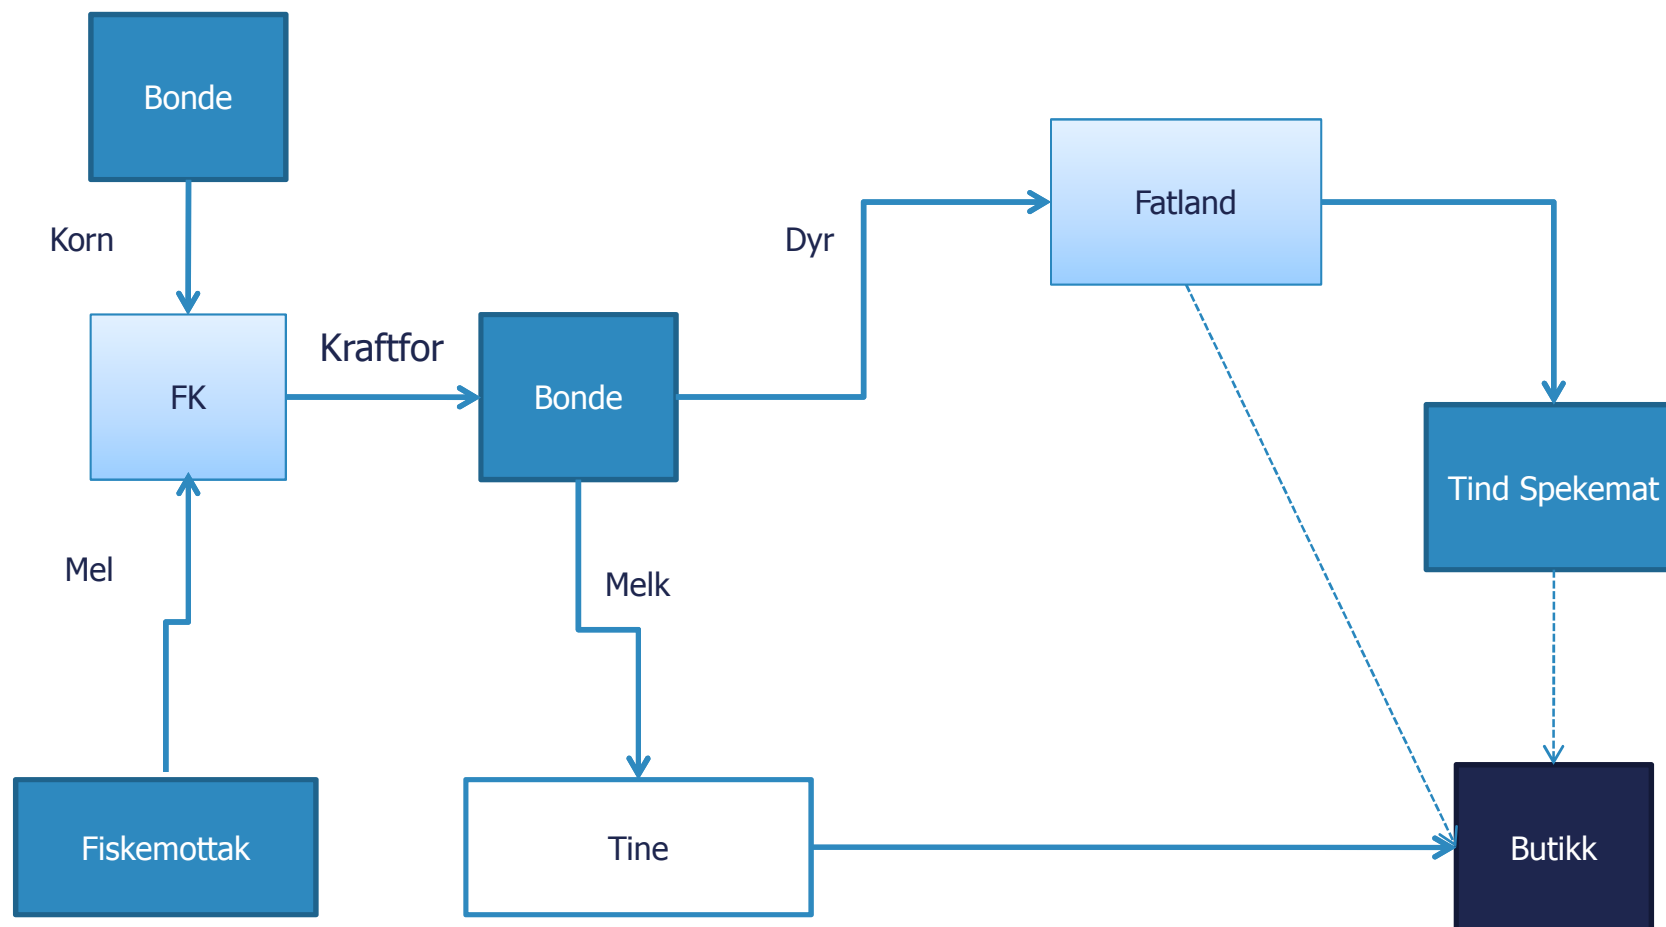 Bonde
Fatland
Korn
Dyr
Kraftfor
FK
Bonde
Tind Spekemat
Mel
Melk
Fiskemottak
Tine
Butikk